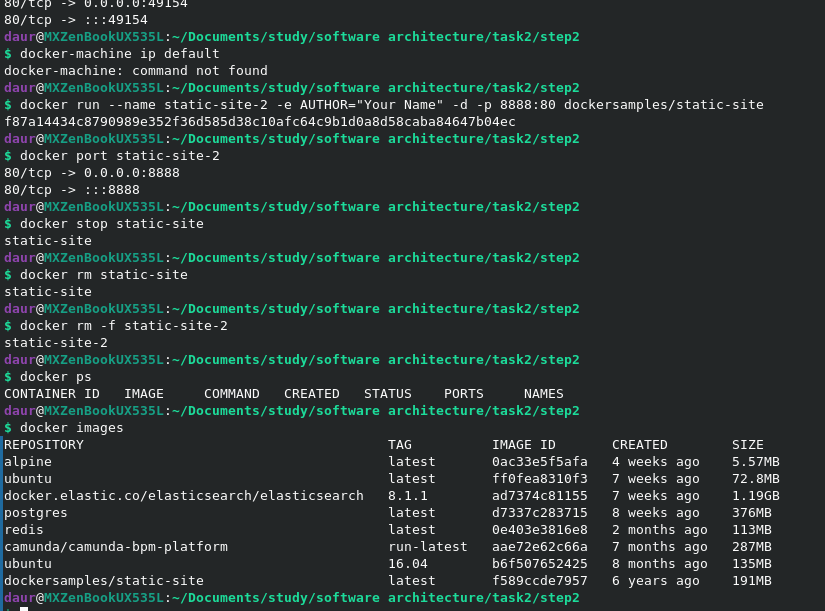 80/tcp -> 0.0.0.0:49154
80/tcp -> :::49154
daur@MXZenBookUX535L:~/Documents/study/software architecture/task2/step2
$ docker-machine ip default
docker-machine: command not found
daur@MXZenBookUX535L:~/Documents/study/software architecture/task2/step2
$ docker run --name static-site-2 -e AUTHOR="Your Name" -d -p 8888:80 dockersamples/static-site
f87a14434c8790989e352f36d585d38c10afc64c9b1d0a8d58caba84647b04ec
daur@MXZenBookUX535L:~/Documents/study/software architecture/task2/step2
$ docker port static-site-2
80/tcp -> 0.0.0.0:8888
80/tcp -> :::8888
daur@MXZenBookUX535L:~/Documents/study/software architecture/task2/step2
$ docker stop static-site
static-site
daur@MXZenBookUX535L:~/Documents/study/software architecture/task2/step2
$ docker rm static-site
static-site
daur@MXZenBookUX535L:~/Documents/study/software architecture/task2/step2
$ docker rm -f static-site-2
static-site-2
daur@MXZenBookUX535L:~/Documents/study/software architecture/task2/step2
$ docker ps
CONTAINER ID   IMAGE     COMMAND   CREATED   STATUS    PORTS     NAMES
daur@MXZenBookUX535L:~/Documents/study/software architecture/task2/step2
$ docker images
REPOSITORY                                      TAG          IMAGE ID       CREATED        SIZE
alpine                                          latest       0ac33e5f5afa   4 weeks ago    5.57MB
ubuntu                                          latest       ff0fea8310f3   7 weeks ago    72.8MB
docker.elastic.co/elasticsearch/elasticsearch   8.1.1        ad7374c81155   7 weeks ago    1.19GB
postgres                                        latest       d7337c283715   8 weeks ago    376MB
redis                                           latest       0e403e3816e8   2 months ago   113MB
camunda/camunda-bpm-platform                    run-latest   aae72e62c66a   7 months ago   287MB
ubuntu                                          16.04        b6f507652425   8 months ago   135MB
dockersamples/static-site                       latest       f589ccde7957   6 years ago    191MB
daur@MXZenBookUX535L:~/Documents/study/software architecture/task2/step2